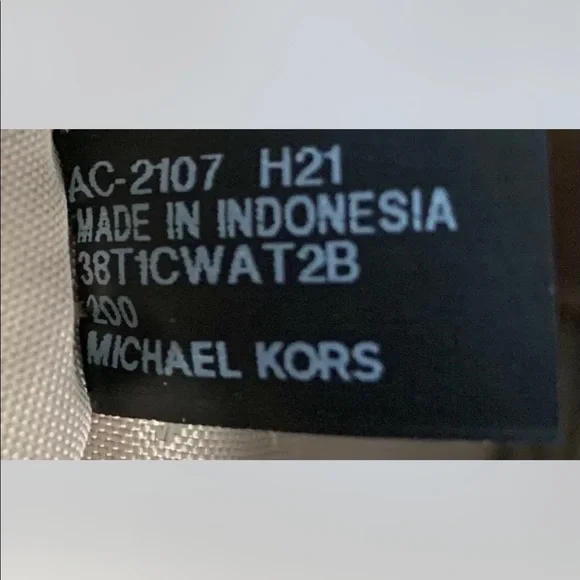 AC-2107 H21
MADE IN INDONESIA
38T1CWAT2B
200
MICHAEL KORS